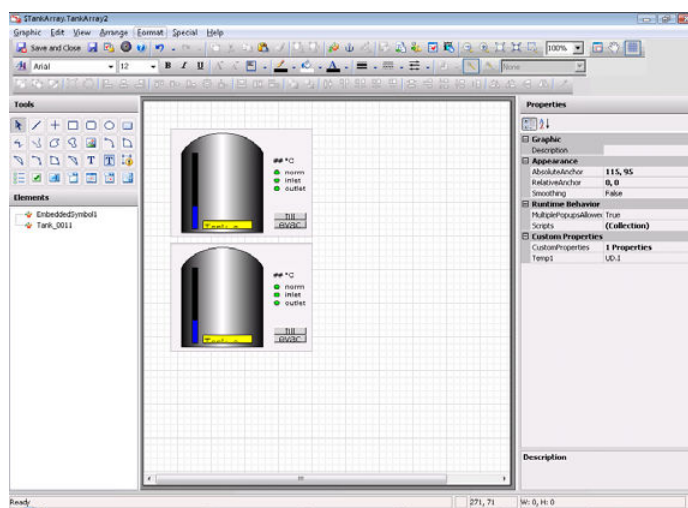 $TankArray.TankArray2
Graphic Edit View Arrange Format Special Help
Save and Close
100%
Arial
12
B I U
None
Tools
T T
Elements
EmbeddedSymbol1
Tank_0011
## °C
norm
inlet
outlet
fill
evac
## °C
norm
inlet
outlet
fill
evac
Properties
Graphic
Description
Appearance
AbsoluteAnchor 115, 95
RelativeAnchor 0, 0
Smoothing False
Runtime Behavior
MultiplePopupsAllowed True
Scripts (Collection)
Custom Properties
CustomProperties 1 Properties
Temp1 UD.1
Description
Ready
271, 71
W: 0, H: 0